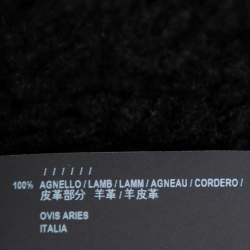 / / / / / /
100% AGNELLO / LAMB / LAMM / AGNEAU / CORDERO /
皮革部分 羊革 / 羊皮革
OVIS ARIES
ITALIA